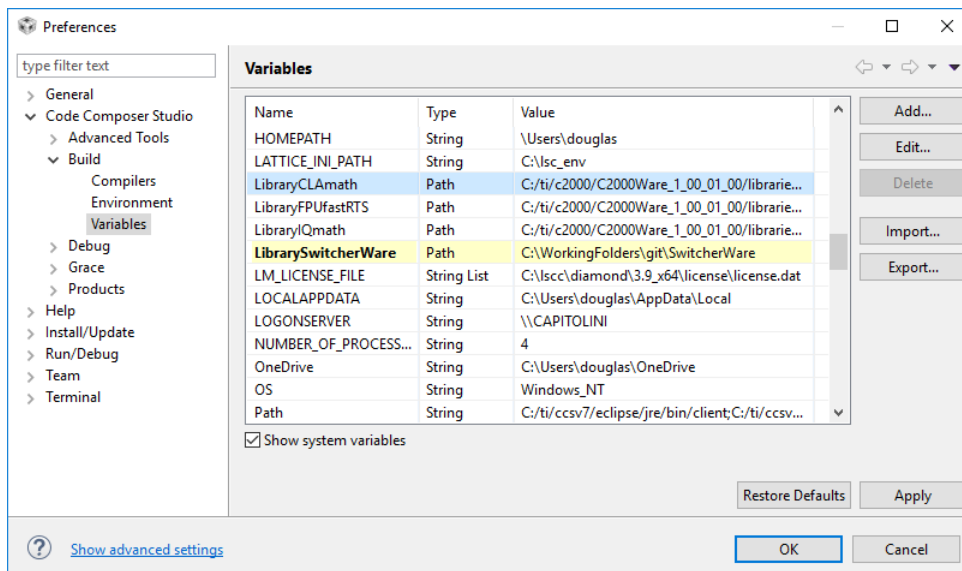 Preferences
type filter text
General
Code Composer Studio
Advanced Tools
Build
Compilers
Environment
Variables
Debug
Grace
Products
Help
Install/Update
Run/Debug
Team
Terminal
Variables
Name Type Value
HOMEPATH String \Users\douglas
LATTICE_INI_PATH String C:\lsc_env
LibraryCLAmath Path C:/ti/c2000/C2000Ware_1_00_01_00/librarie...
LibraryFPUfastRTS Path C:/ti/c2000/C2000Ware_1_00_01_00/librarie...
LibraryIQmath Path C:/ti/c2000/C2000Ware_1_00_01_00/librarie...
LibrarySwitcherWare Path C:\WorkingFolders\git\SwitcherWare
LM_LICENSE_FILE String List C:\lscc\diamond\3.9_x64\license\license.dat
LOCALAPPDATA String C:\Users\douglas\AppData\Local
LOGONSERVER String \\CAPITOLINI
NUMBER_OF_PROCESS... String 4
OneDrive String C:\Users\douglas\OneDrive
OS String Windows_NT
Path String C:/ti/ccsv7/eclipse/jre/bin/client;C:/ti/ccsv...
Show system variables
Add...
Edit...
Delete
Import...
Export...
Restore Defaults Apply
? Show advanced settings
OK Cancel